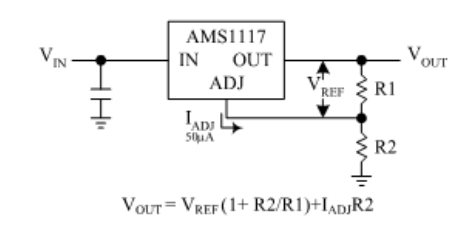 AMS1117
V_IN
IN OUT
V_OUT
ADJ
V_REF
R1
I_ADJ
50µA
R2
V_OUT = V_REF (1+ R2/R1)+I_ADJ R2